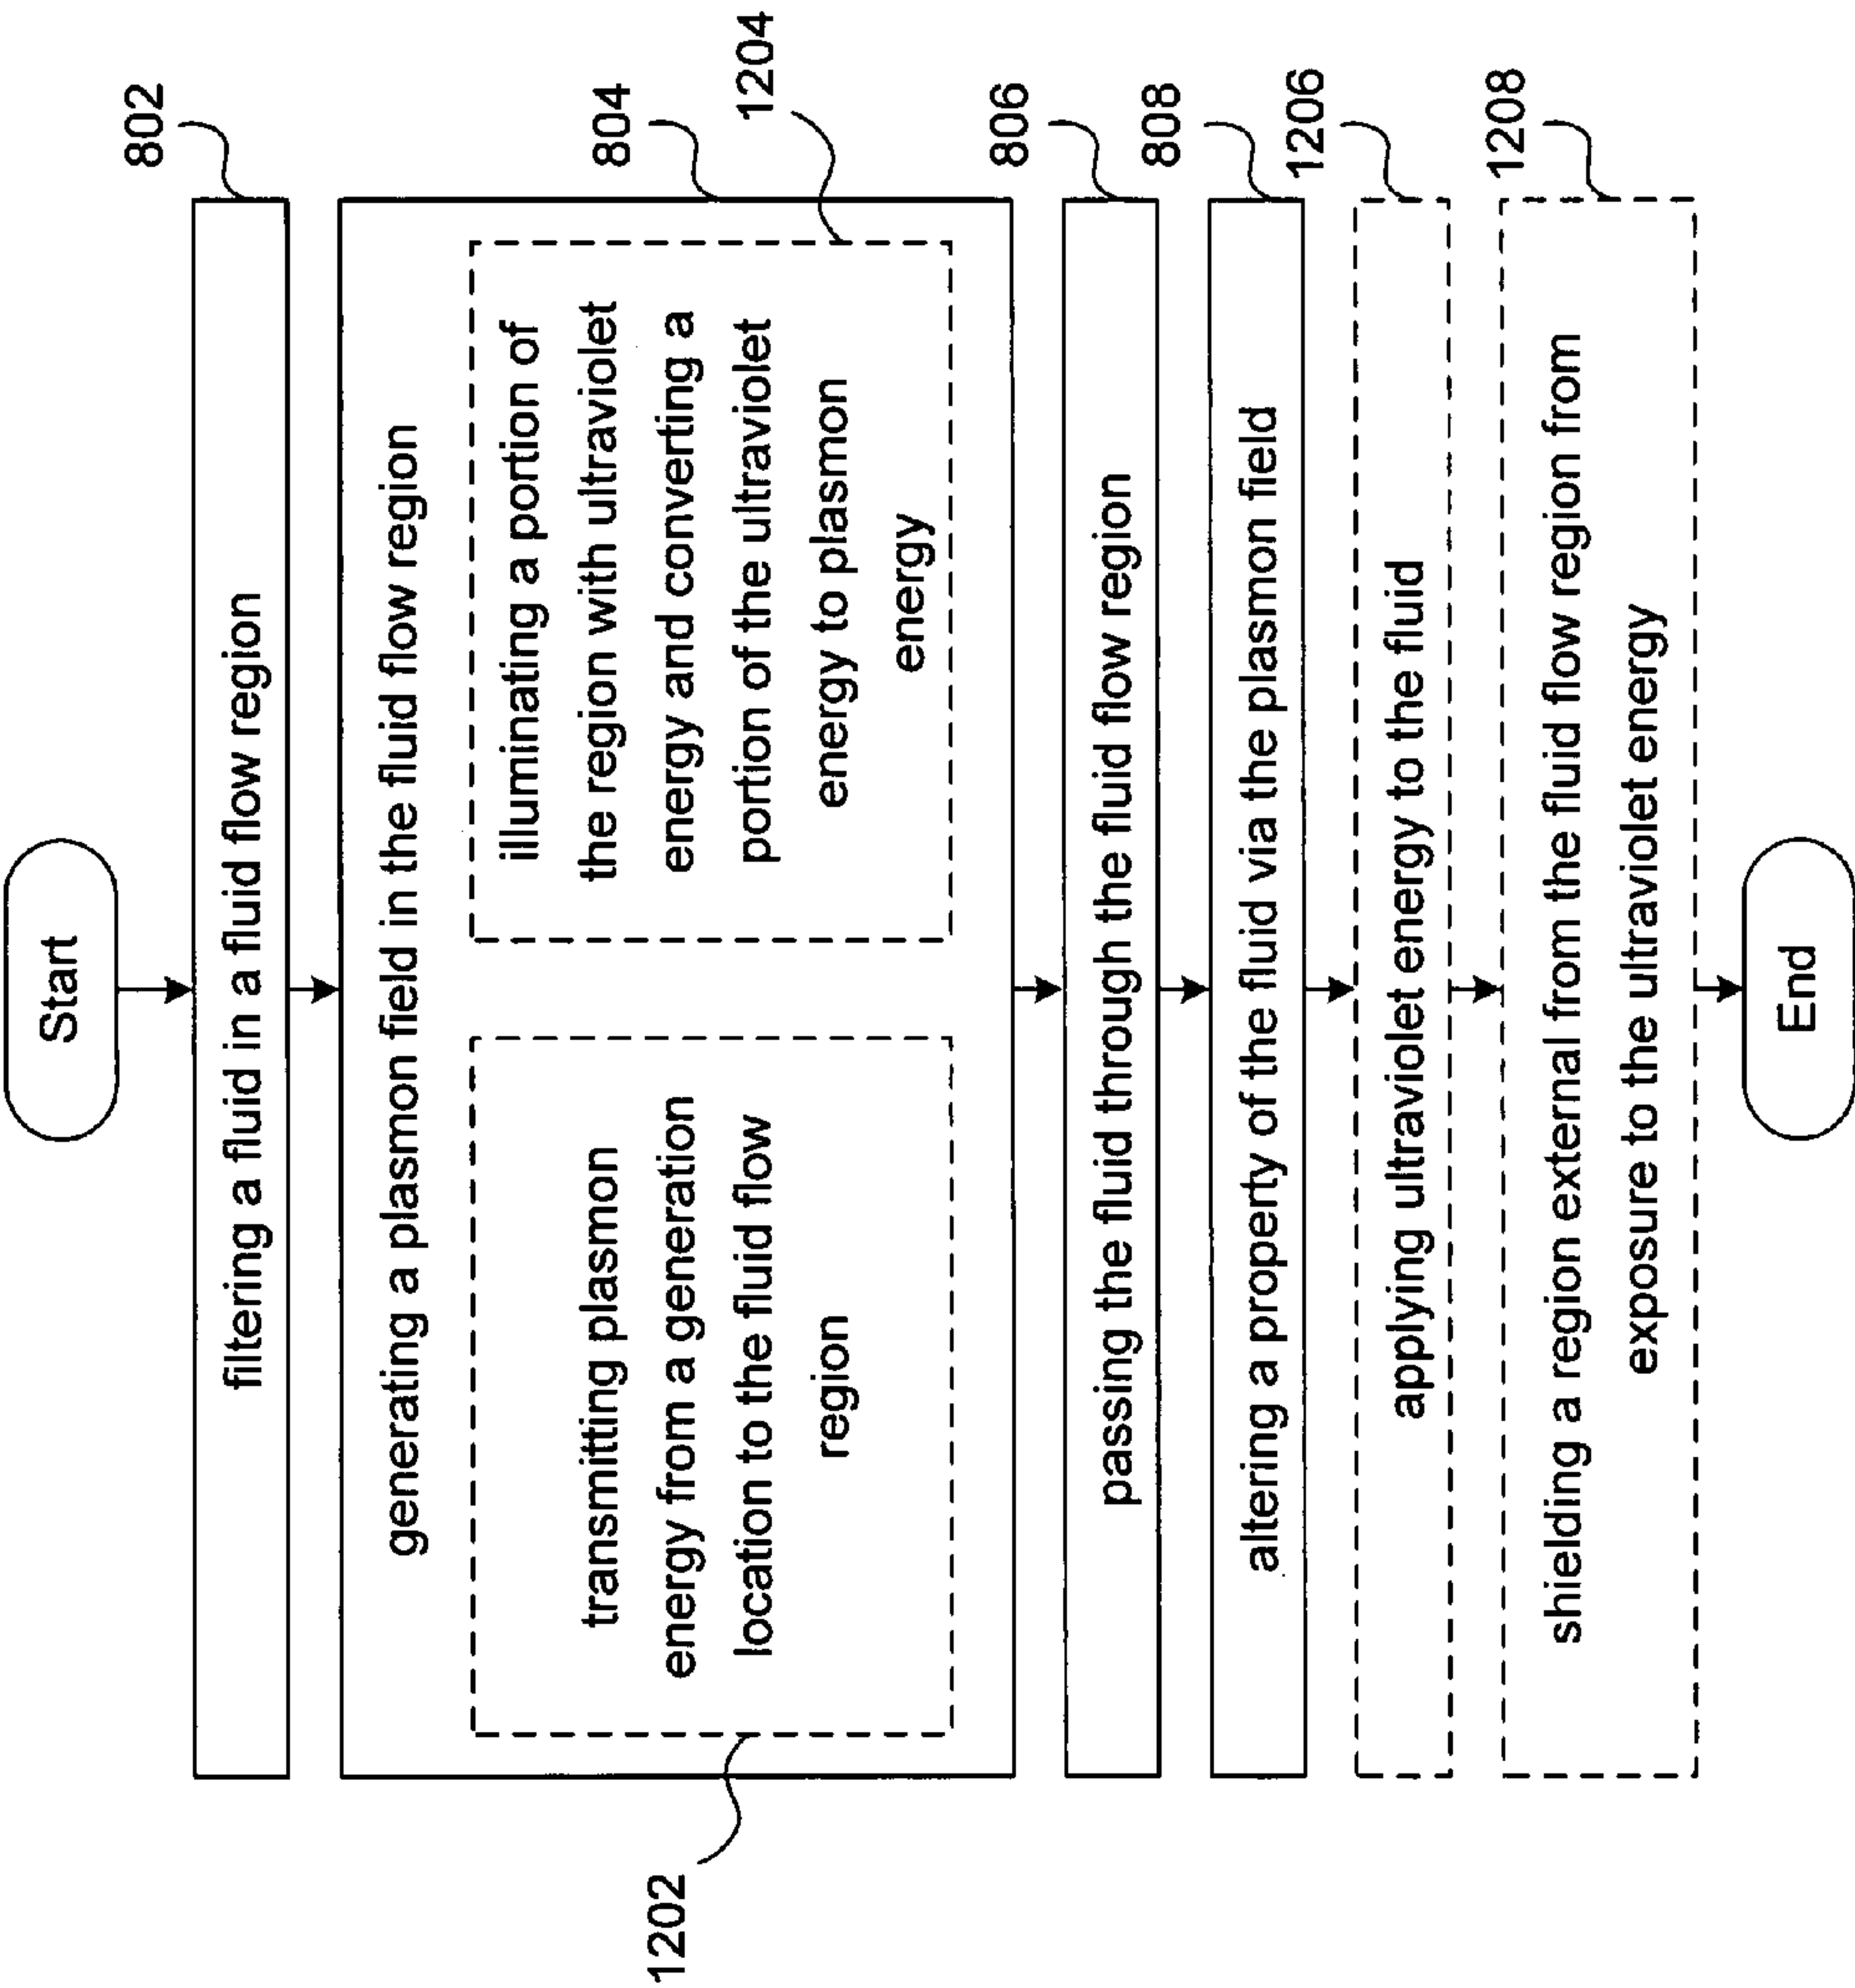 Start
802
filtering a fluid in a fluid flow region
804
generating a plasmon field in the fluid flow region
1202
transmitting plasmon
energy from a generation
location to the fluid flow
region
1204
illuminating a portion of
the region with ultraviolet
energy and converting a
portion of the ultraviolet
energy to plasmon
energy
806
passing the fluid through the fluid flow region
808
altering a property of the fluid via the plasmon field
1206
applying ultraviolet energy to the fluid
1208
shielding a region external from the fluid flow region from
exposure to the ultraviolet energy
End